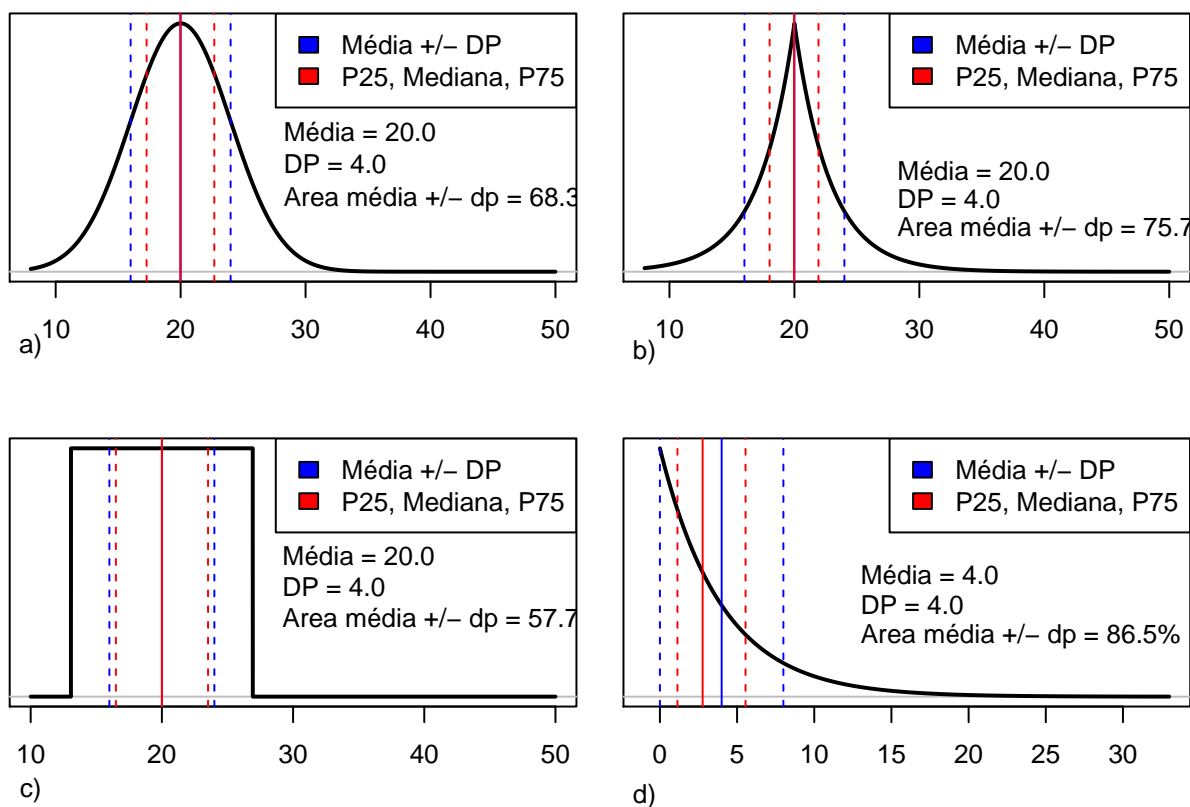 Média +/− DP
P25, Mediana, P75
Média = 20.0
DP = 4.0
Area média +/− dp = 68.3
10 20 30 40 50
a)
Média +/− DP
P25, Mediana, P75
Média = 20.0
DP = 4.0
Area média +/− dp = 75.7
10 20 30 40 50
b)
Média +/− DP
P25, Mediana, P75
Média = 20.0
DP = 4.0
Area média +/− dp = 57.7
10 20 30 40 50
c)
Média +/− DP
P25, Mediana, P75
Média = 4.0
DP = 4.0
Area média +/− dp = 86.5%
0 5 10 15 20 25 30
d)